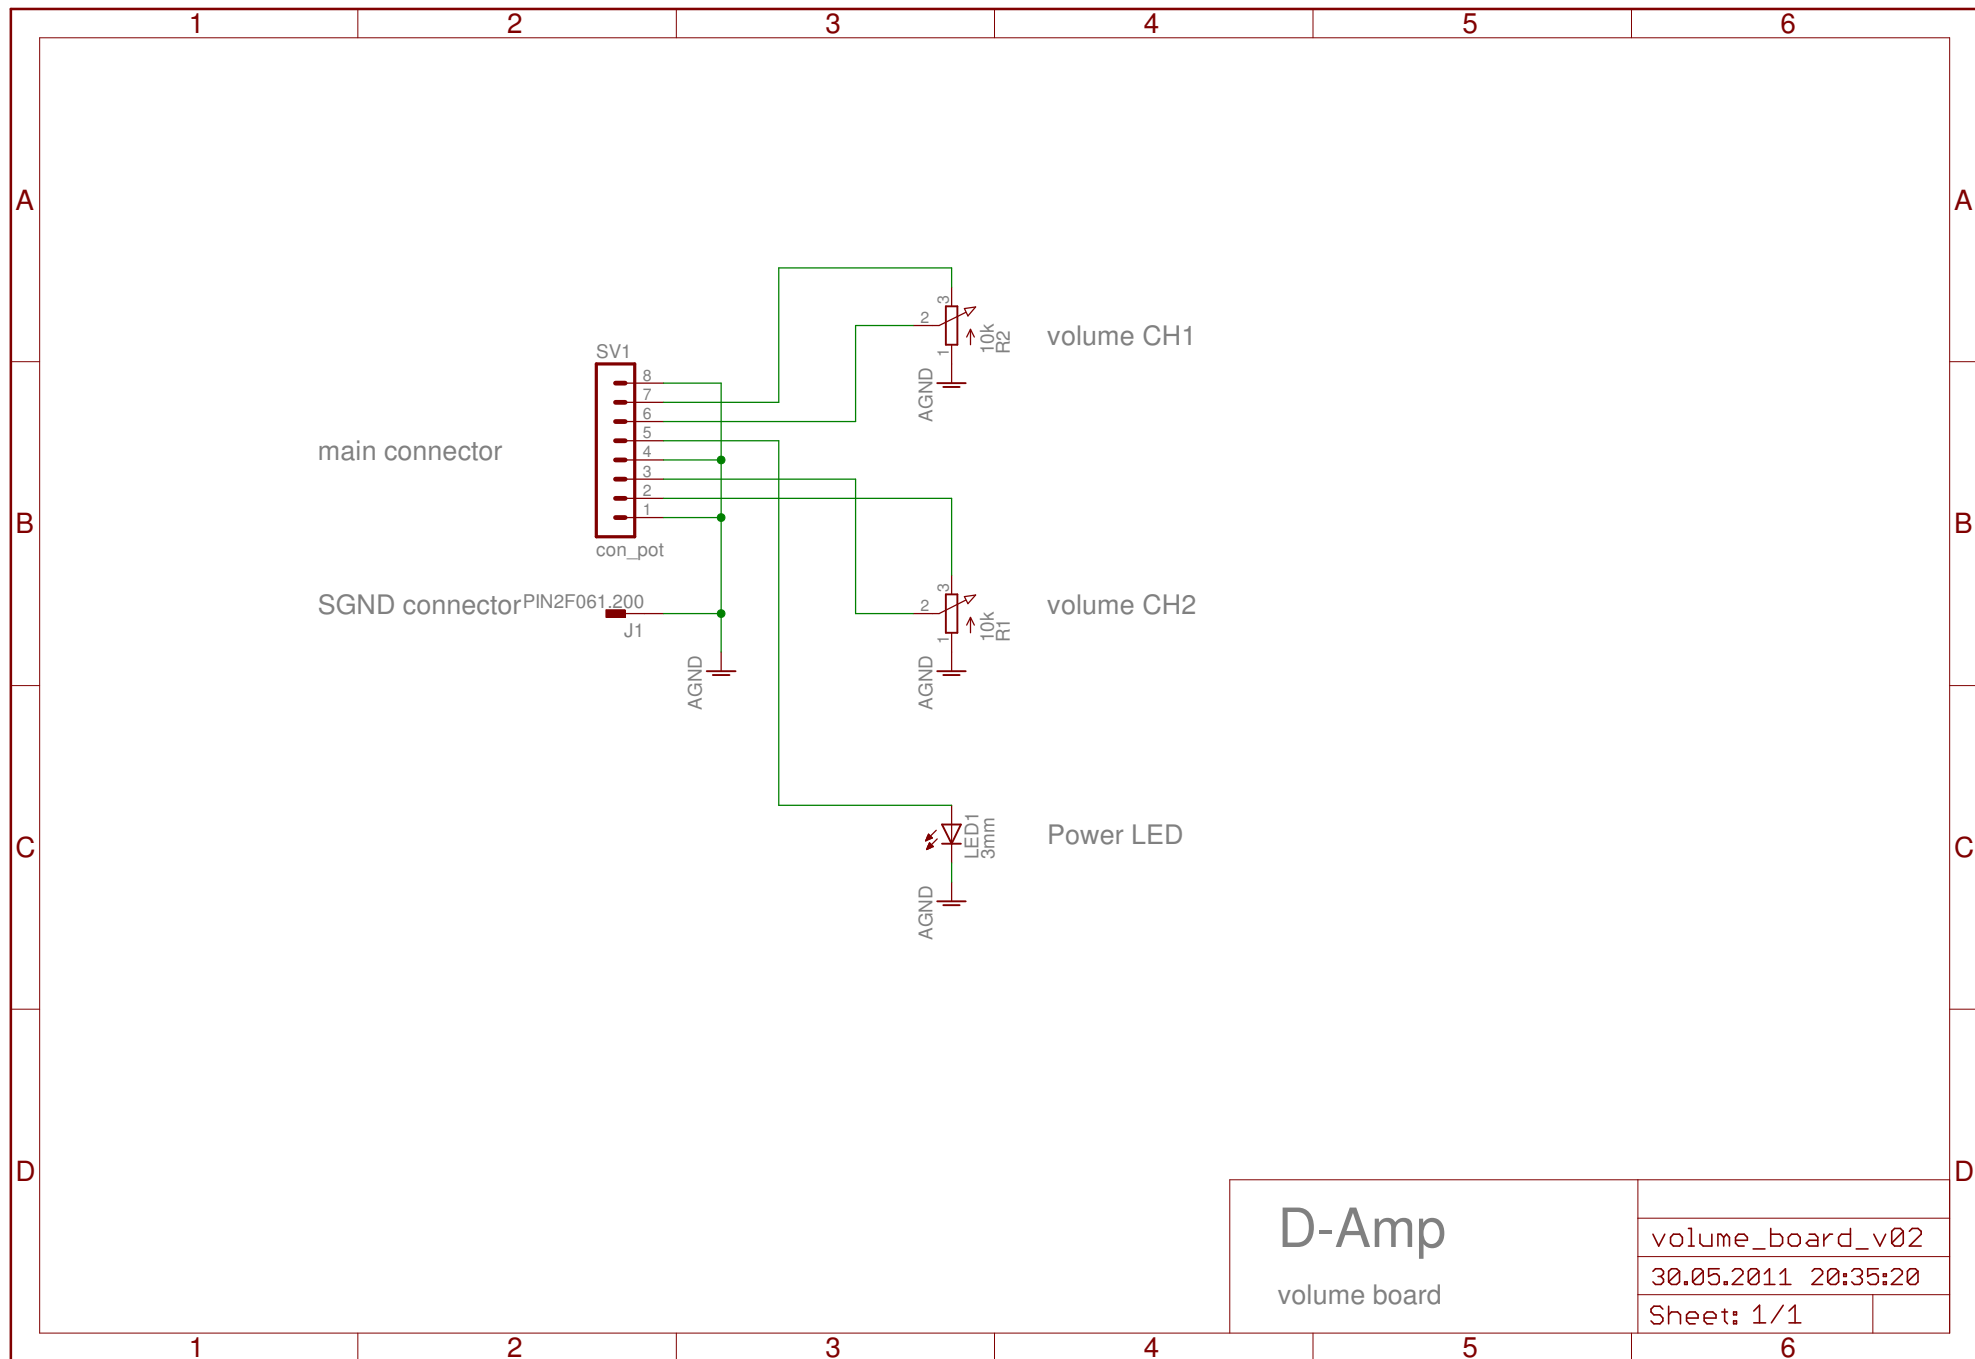 1 2 3 4 5 6
A A
3
2
10k
R2
volume CH1
1
AGND
SV1
8
7
6
5
4
3
2
1
main connector
con_pot
B B
SGND connector PIN2F061.200
J1
AGND
3
2
10k
R1
volume CH2
1
AGND
LED1
3mm
Power LED
C C
AGND
D D
D-Amp
volume board
volume_board_v02
30.05.2011 20:35:20
Sheet: 1/1
1 2 3 4 5 6